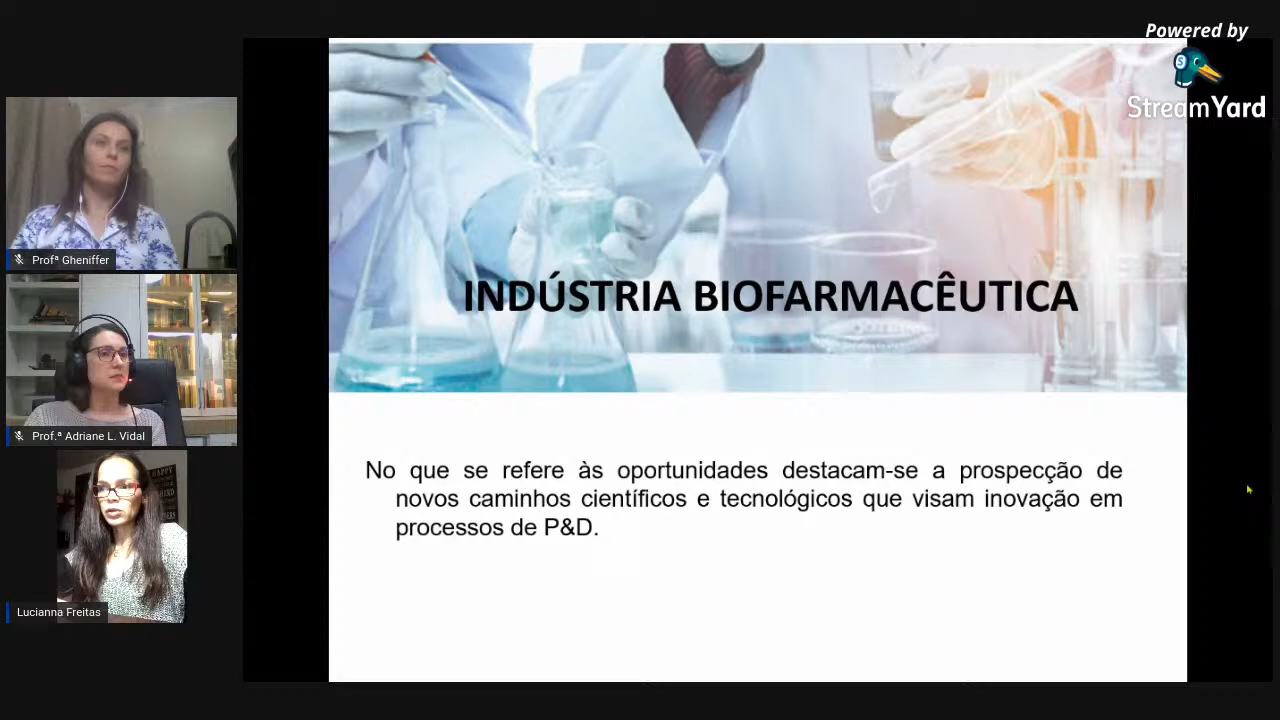 Powered by
StreamYard
Profª Gheniffer
Prof.ª Adriane L. Vidal
Lucianna Freitas
INDÚSTRIA BIOFARMACÊUTICA
No que se refere às oportunidades destacam-se a prospecção de
novos caminhos científicos e tecnológicos que visam inovação em
processos de P&D.